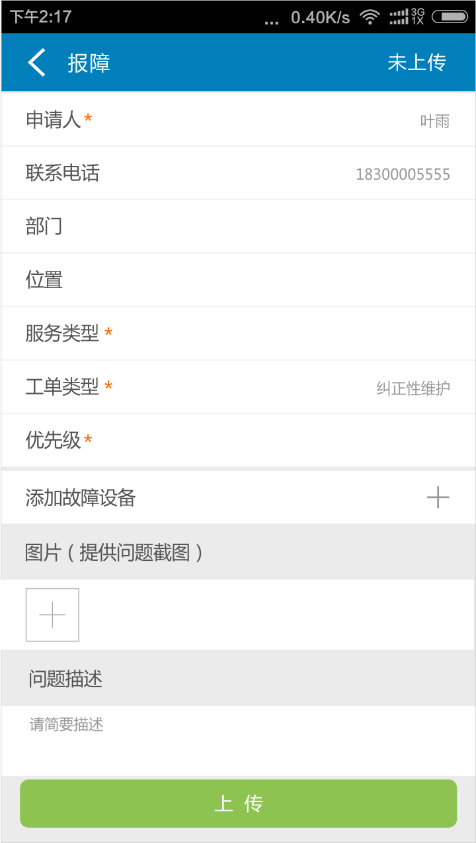 下午2:17 ... 0.40K/s 3G 1X
报障 未上传
申请人* 叶雨
联系电话 18300005555
部门
位置
服务类型*
工单类型* 纠正性维护
优先级*
添加故障设备
图片（提供问题截图）
问题描述
请简要描述
上 传